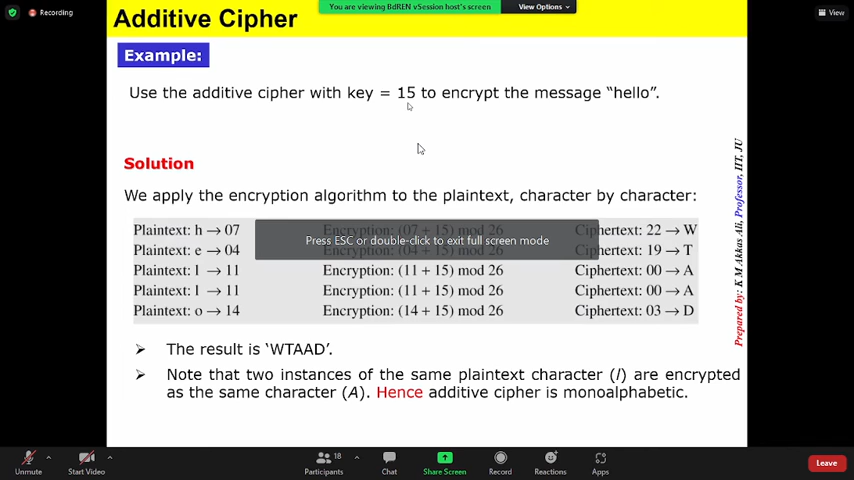 Recording
Additive Cipher
You are viewing BdREN vSession host's screen
View Options
View
Example:
Use the additive cipher with key = 15 to encrypt the message “hello”.
Solution
We apply the encryption algorithm to the plaintext, character by character:
Plaintext: h → 07 Encryption: (07 + 15) mod 26 Ciphertext: 22 → W
Plaintext: e → 04 Encryption: (04 + 15) mod 26 Ciphertext: 19 → T
Press ESC or double-click to exit full screen mode
Plaintext: l → 11 Encryption: (11 + 15) mod 26 Ciphertext: 00 → A
Plaintext: l → 11 Encryption: (11 + 15) mod 26 Ciphertext: 00 → A
Plaintext: o → 14 Encryption: (14 + 15) mod 26 Ciphertext: 03 → D
➢ The result is ‘WTAAD’.
➢ Note that two instances of the same plaintext character (l) are encrypted
as the same character (A). Hence additive cipher is monoalphabetic.
Prepared by: K M Akkas Ali, Professor, IIT, JU
Unmute
Start Video
18
Participants
Chat
Share Screen
Record
Reactions
Apps
Leave